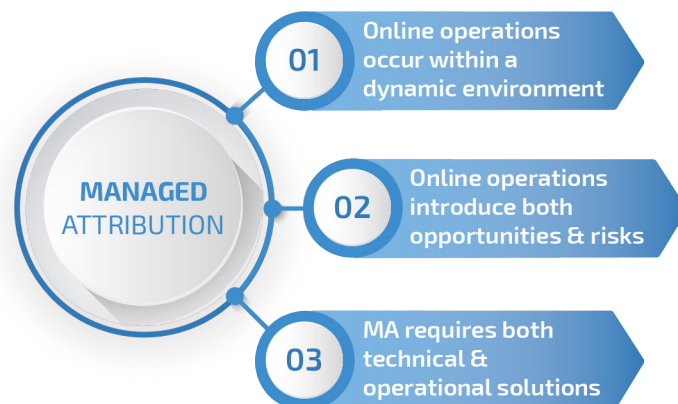 MANAGED
ATTRIBUTION
01
Online operations
occur within a
dynamic environment
02
Online operations
introduce both
opportunities & risks
03
MA requires both
technical &
operational solutions